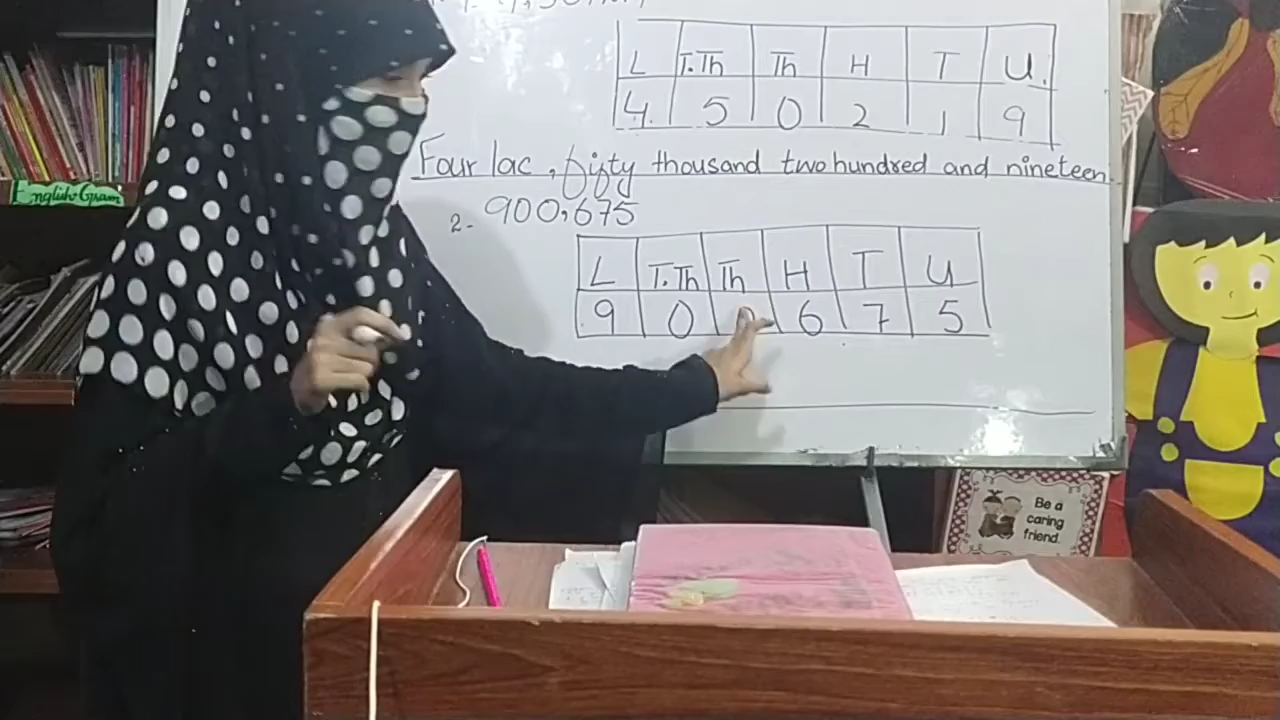 L T.Th Th H T U.
4. 5 0 2 1 9
Four lac, fifty thousand two hundred and nineteen
2- 900,675
L T.Th Th H T U
9 0 0 6 7 5
English Gram
Be a
caring
friend.